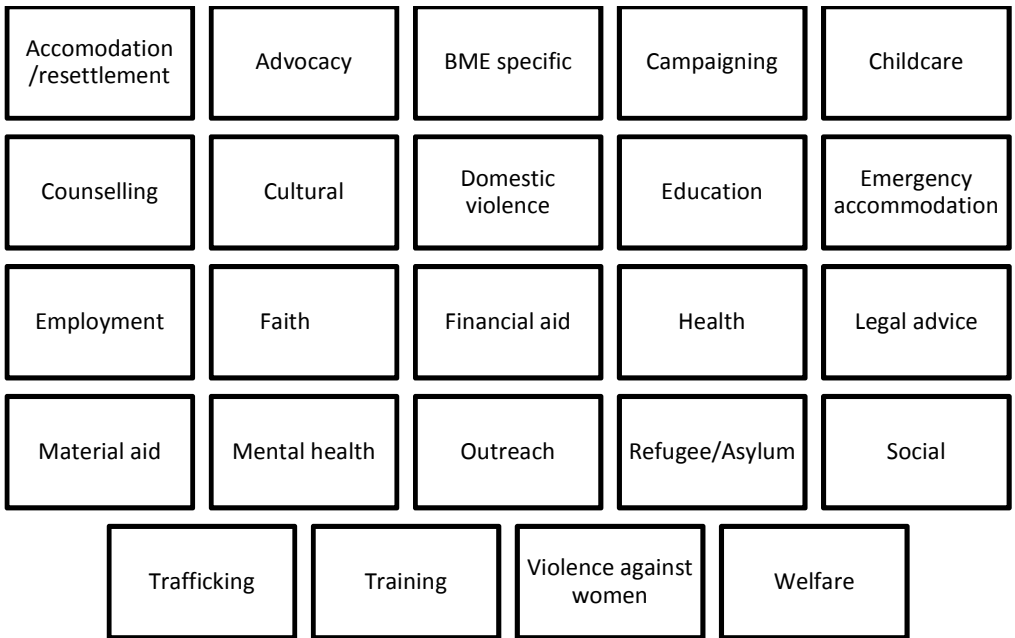 Accomodation
/resettlement
Advocacy
BME specific
Campaigning
Childcare
Counselling
Cultural
Domestic
violence
Education
Emergency
accommodation
Employment
Faith
Financial aid
Health
Legal advice
Material aid
Mental health
Outreach
Refugee/Asylum
Social
Trafficking
Training
Violence against
women
Welfare